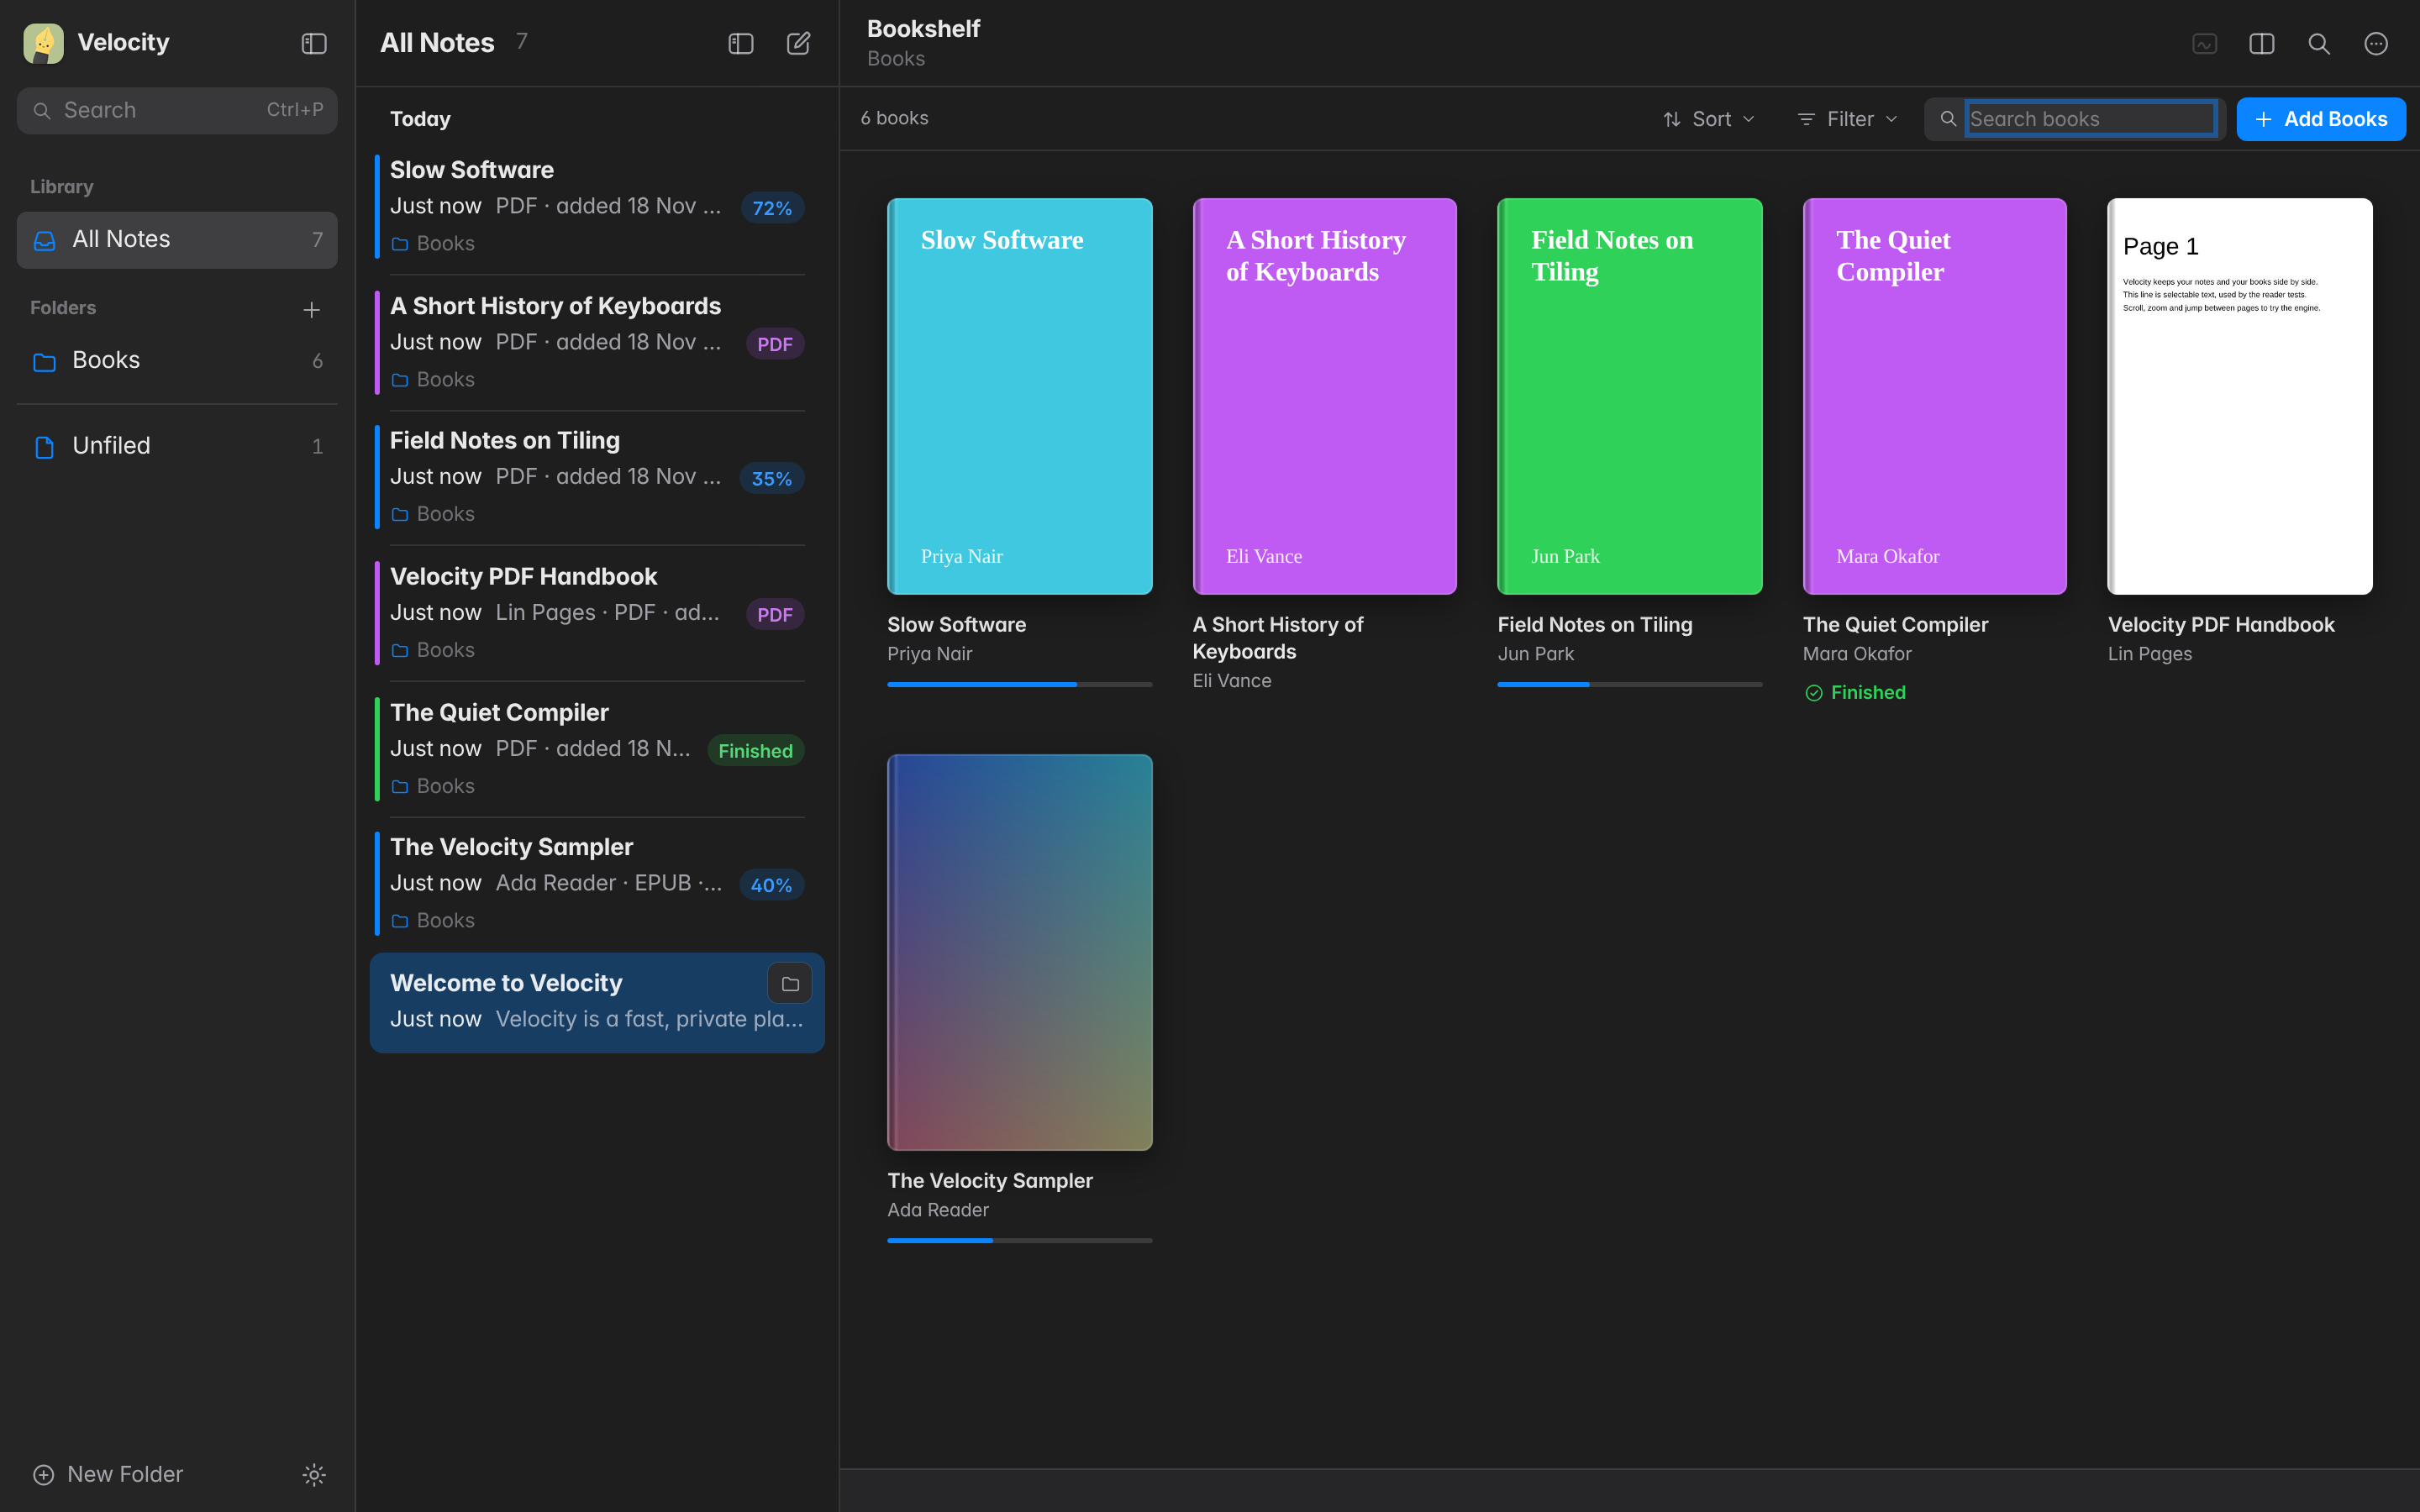 Velocity
Search Ctrl+P
Library
All Notes 7
Folders
Books 6
Unfiled 1
New Folder
All Notes 7
Today
Slow Software
Just now PDF · added 18 Nov ... 72%
Books
A Short History of Keyboards
Just now PDF · added 18 Nov ... PDF
Books
Field Notes on Tiling
Just now PDF · added 18 Nov ... 35%
Books
Velocity PDF Handbook
Just now Lin Pages · PDF · ad... PDF
Books
The Quiet Compiler
Just now PDF · added 18 N... Finished
Books
The Velocity Sampler
Just now Ada Reader · EPUB ·... 40%
Books
Welcome to Velocity
Just now Velocity is a fast, private pla...
Bookshelf
Books
6 books Sort Filter Search books Add Books
Slow Software
Priya Nair
Slow Software
Priya Nair
A Short History
of Keyboards
Eli Vance
A Short History of
Keyboards
Eli Vance
Field Notes on
Tiling
Jun Park
Field Notes on Tiling
Jun Park
The Quiet
Compiler
Mara Okafor
The Quiet Compiler
Mara Okafor
Finished
Page 1
Velocity keeps your notes and your books side by side.
This line is selectable text, used by the reader tests.
Scroll, zoom and jump between pages to try the engine.
Velocity PDF Handbook
Lin Pages
The Velocity Sampler
Ada Reader